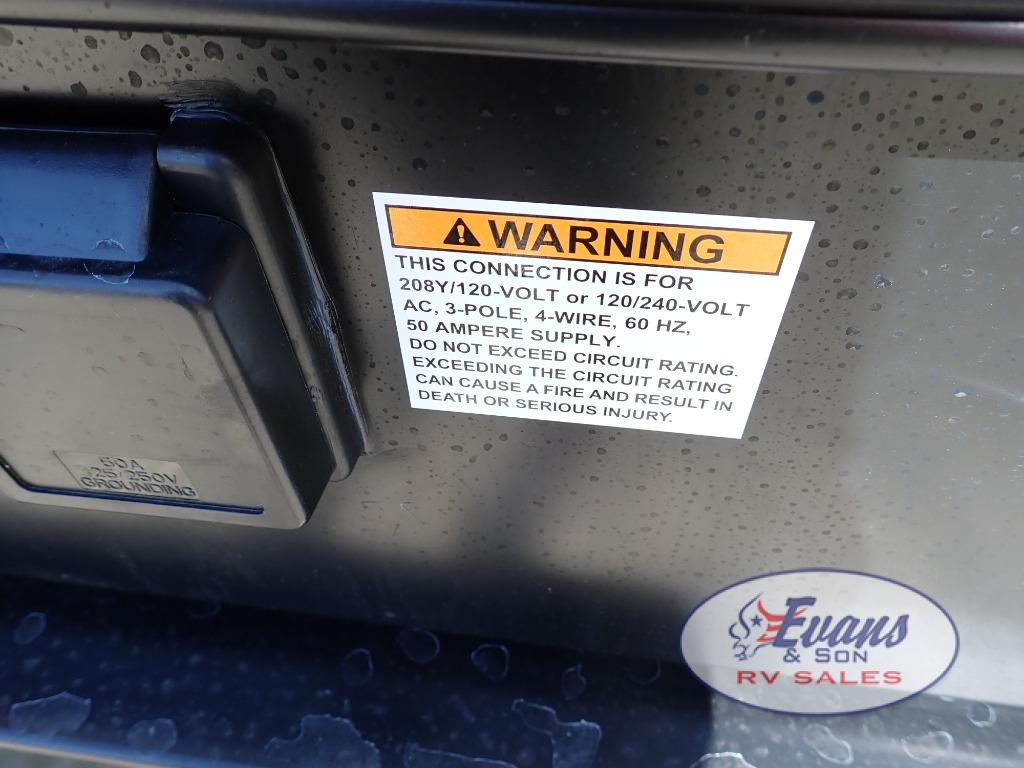 WARNING
THIS CONNECTION IS FOR
208Y/120-VOLT or 120/240-VOLT
AC, 3-POLE, 4-WIRE, 60 HZ,
50 AMPERE SUPPLY.
DO NOT EXCEED CIRCUIT RATING.
EXCEEDING THE CIRCUIT RATING
CAN CAUSE A FIRE AND RESULT IN
DEATH OR SERIOUS INJURY.
50A
125/250V
GROUNDING
Evans
& SON
RV SALES